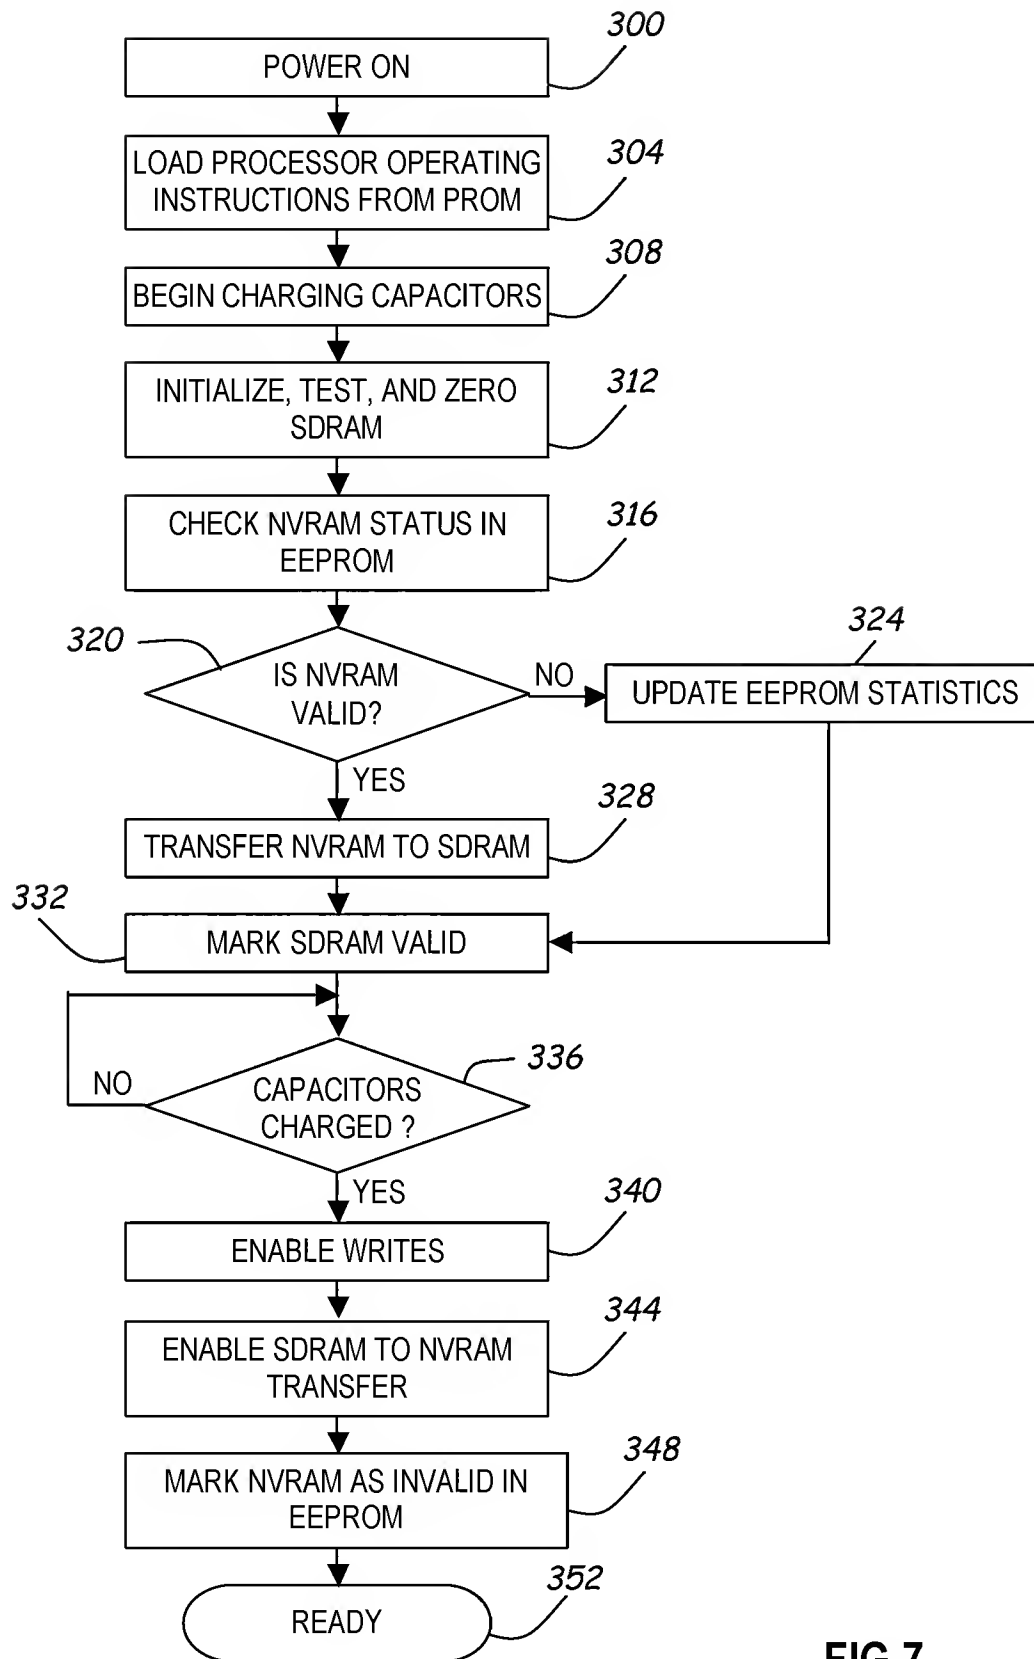 300
POWER ON
LOAD PROCESSOR OPERATING
INSTRUCTIONS FROM PROM
304
308
BEGIN CHARGING CAPACITORS
INITIALIZE, TEST, AND ZERO
SDRAM
312
CHECK NVRAM STATUS IN
EEPROM
316
320
IS NVRAM
VALID?
NO
324
UPDATE EEPROM STATISTICS
YES
328
TRANSFER NVRAM TO SDRAM
332
MARK SDRAM VALID
336
CAPACITORS
CHARGED ?
NO
YES
340
ENABLE WRITES
344
ENABLE SDRAM TO NVRAM
TRANSFER
348
MARK NVRAM AS INVALID IN
EEPROM
352
READY
FIG.7